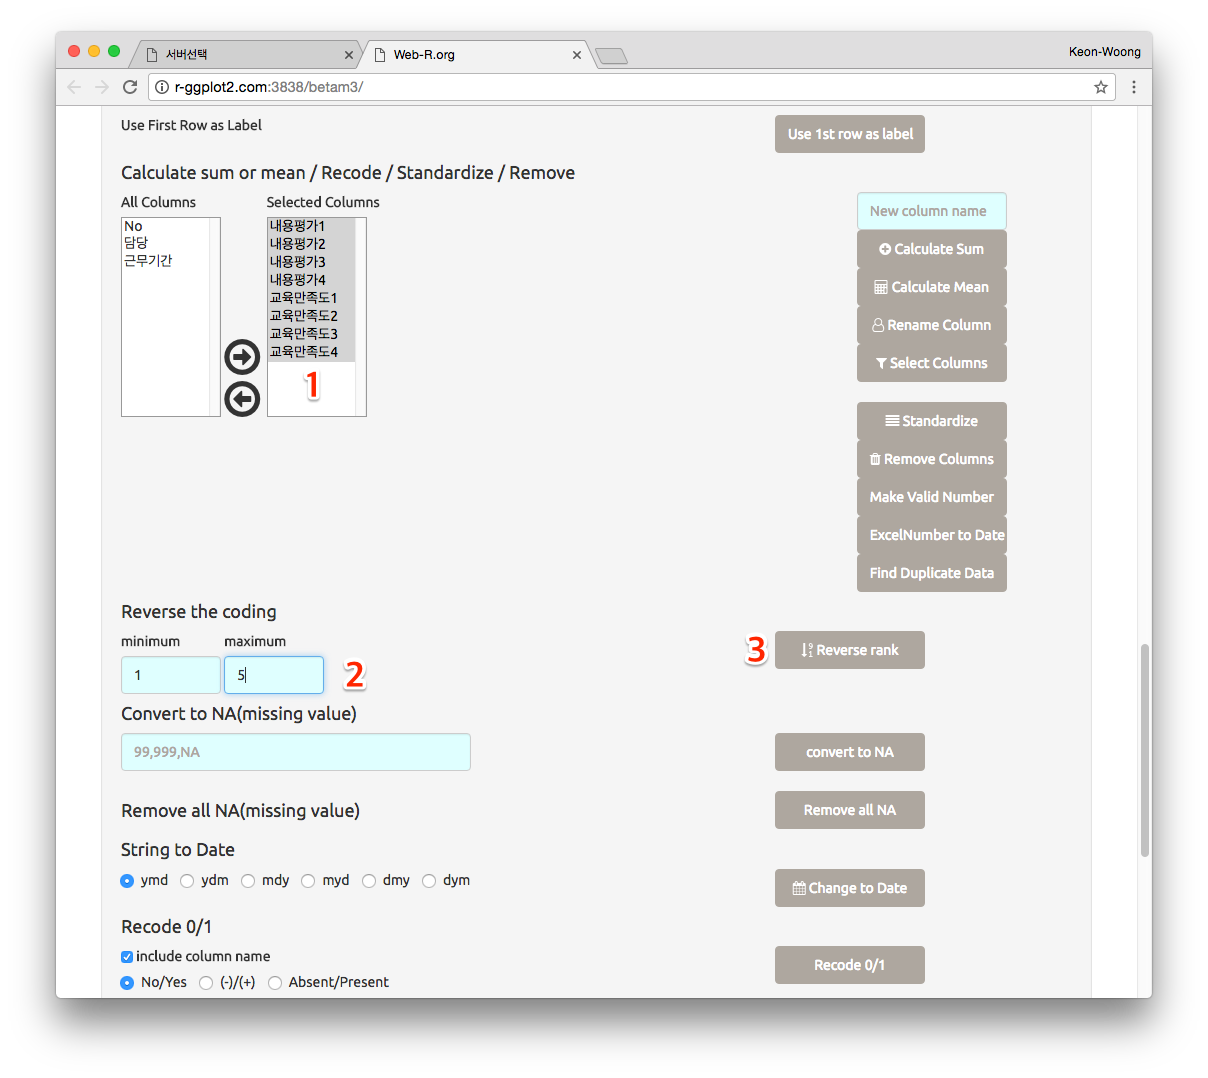 서버선택
Web-R.org
Keon-Woong
r-ggplot2.com:3838/betam3/
Use First Row as Label
Use 1st row as label
Calculate sum or mean / Recode / Standardize / Remove
All Columns
Selected Columns
No
담당
근무기간
내용평가1
내용평가2
내용평가3
내용평가4
교육만족도1
교육만족도2
교육만족도3
교육만족도4
1
New column name
Calculate Sum
Calculate Mean
Rename Column
Select Columns
Standardize
Remove Columns
Make Valid Number
ExcelNumber to Date
Find Duplicate Data
Reverse the coding
minimum
maximum
1
5
2
3
Reverse rank
Convert to NA(missing value)
99,999,NA
convert to NA
Remove all NA(missing value)
Remove all NA
String to Date
ymd ydm mdy myd dmy dym
Change to Date
Recode 0/1
include column name
Recode 0/1
No/Yes (-)/(+) Absent/Present